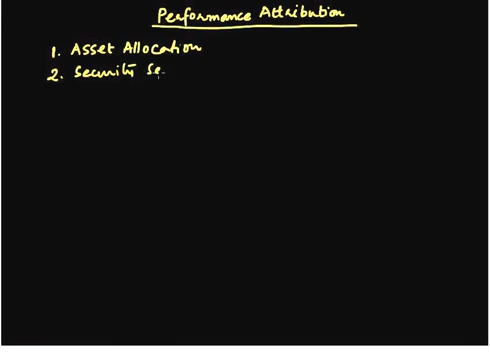 Performance Attribution
1. Asset Allocation
2. Security Se